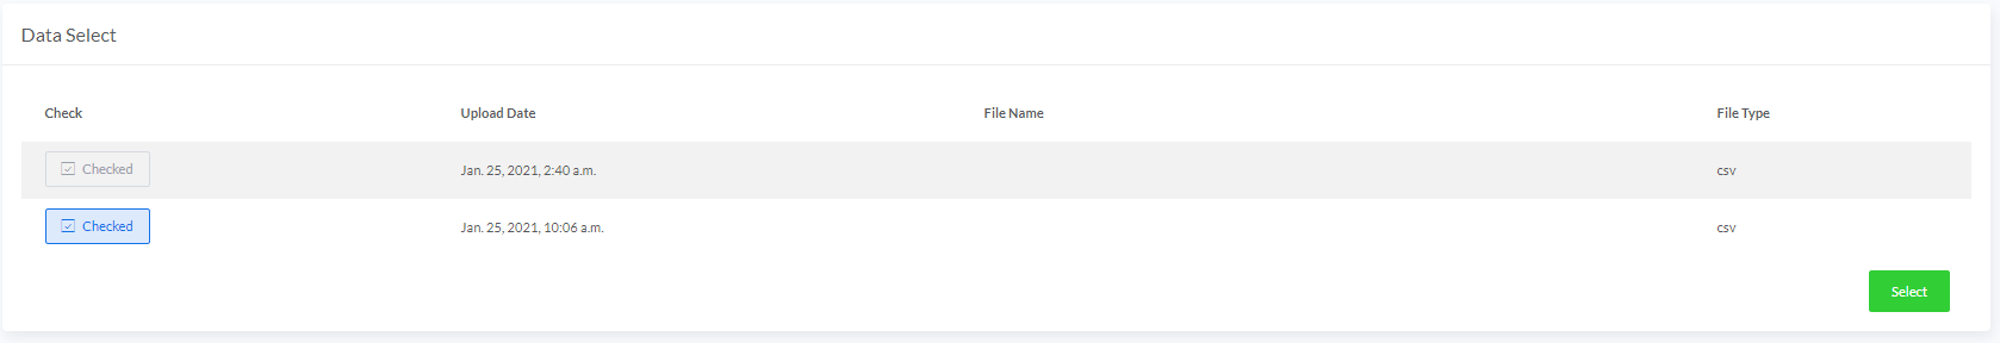 Data Select
Check Upload Date File Name File Type
Checked Jan. 25, 2021, 2:40 a.m. csv
Checked Jan. 25, 2021, 10:06 a.m. csv
Select